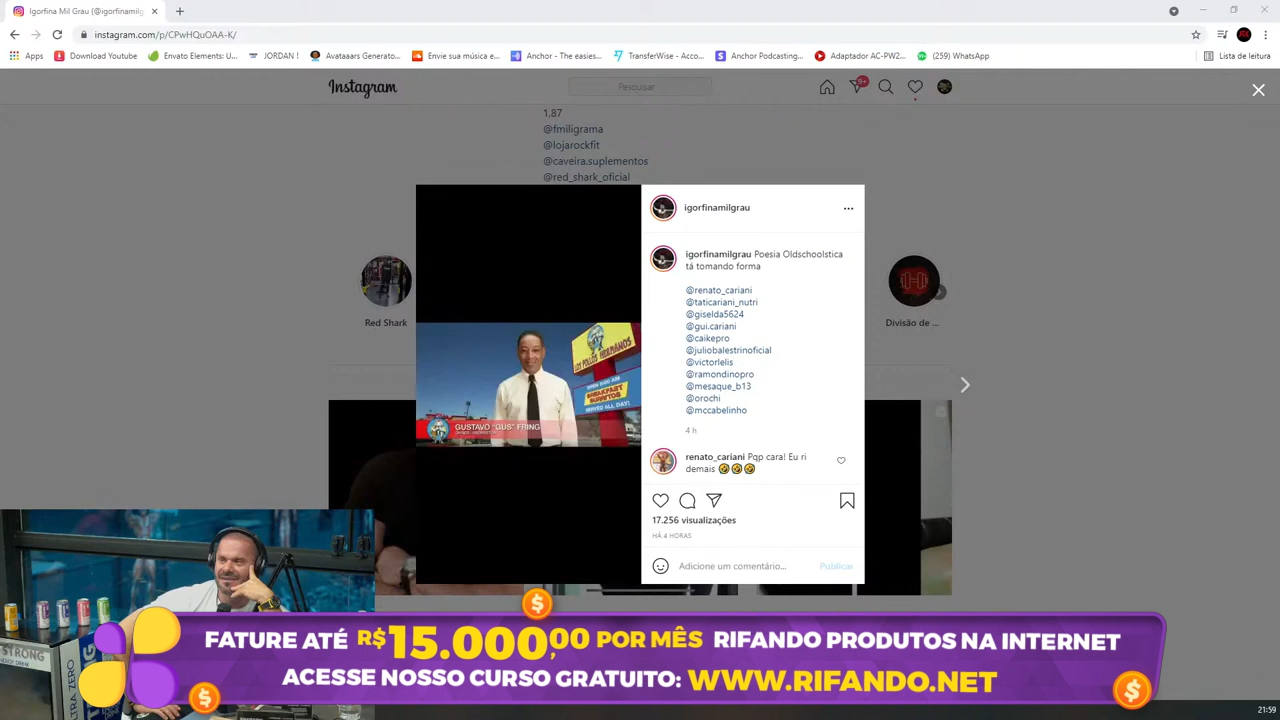 Igorfina Mil Grau (@igorfinamilg
instagram.com/p/CPwHQuOAA-K/
Apps
Download Youtube
Envato Elements: U...
JORDAN !
Avataaars Generato...
Envie sua música e...
Anchor - The easies...
TransferWise - Acco...
Anchor Podcasting...
Adaptador AC-PW2...
(259) WhatsApp
Lista de leitura
Instagram
Pesquisar
9+
1,87
@fmiligrama
@lojarockfit
@caveira.suplementos
@red_shark_oficial
Red Shark
Divisão de ...
LOS POLLOS HERMANOS
BREAKFAST
BURRITOS
SERVED ALL DAY!
GUSTAVO "GUS" FRING
igorfinamilgrau
igorfinamilgrau Poesia Oldschoolstica
tá tomando forma
@renato_cariani
@taticariani_nutri
@giselda5624
@gui.cariani
@caikepro
@juliobalestrinoficial
@victorlelis
@ramondinopro
@mesaque_b13
@orochi
@mccabelinho
4 h
renato_cariani Pqp cara! Eu ri
demais 🤣🤣🤣
17.256 visualizações
HÁ 4 HORAS
Adicione um comentário...
Publicar
STRONG
FATURE ATÉ R$15.000,00 POR MÊS RIFANDO PRODUTOS NA INTERNET
ACESSE NOSSO CURSO GRATUITO: WWW.RIFANDO.NET
21:59